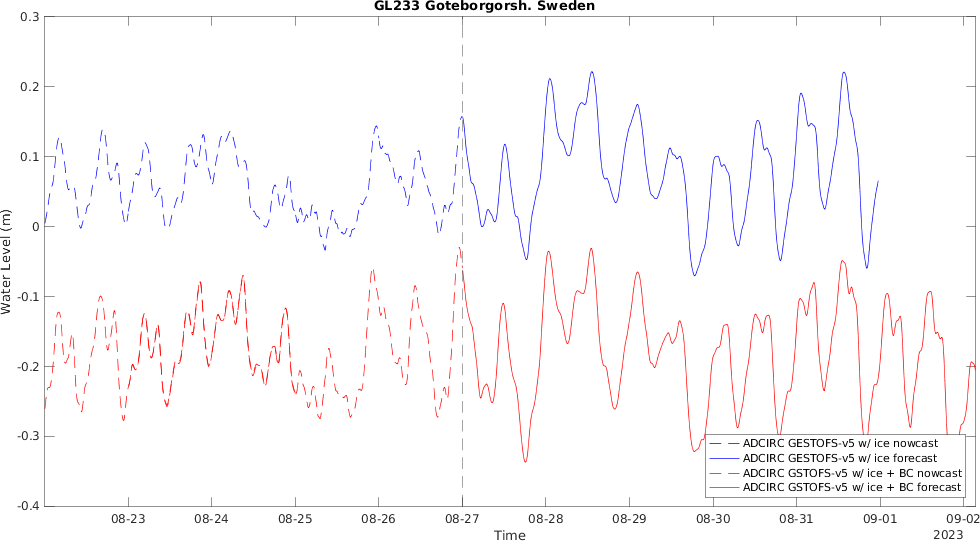 GL233 Goteborgorsh. Sweden
0.3
0.2
0.1
0
-0.1
-0.2
-0.3
-0.4
Water Level (m)
ADCIRC GESTOFS-v5 w/ ice nowcast
ADCIRC GESTOFS-v5 w/ ice forecast
ADCIRC GSTOFS-v5 w/ ice + BC nowcast
ADCIRC GSTOFS-v5 w/ ice + BC forecast
08-23 08-24 08-25 08-26 08-27 08-28 08-29 08-30 08-31 09-01 09-02
Time
2023